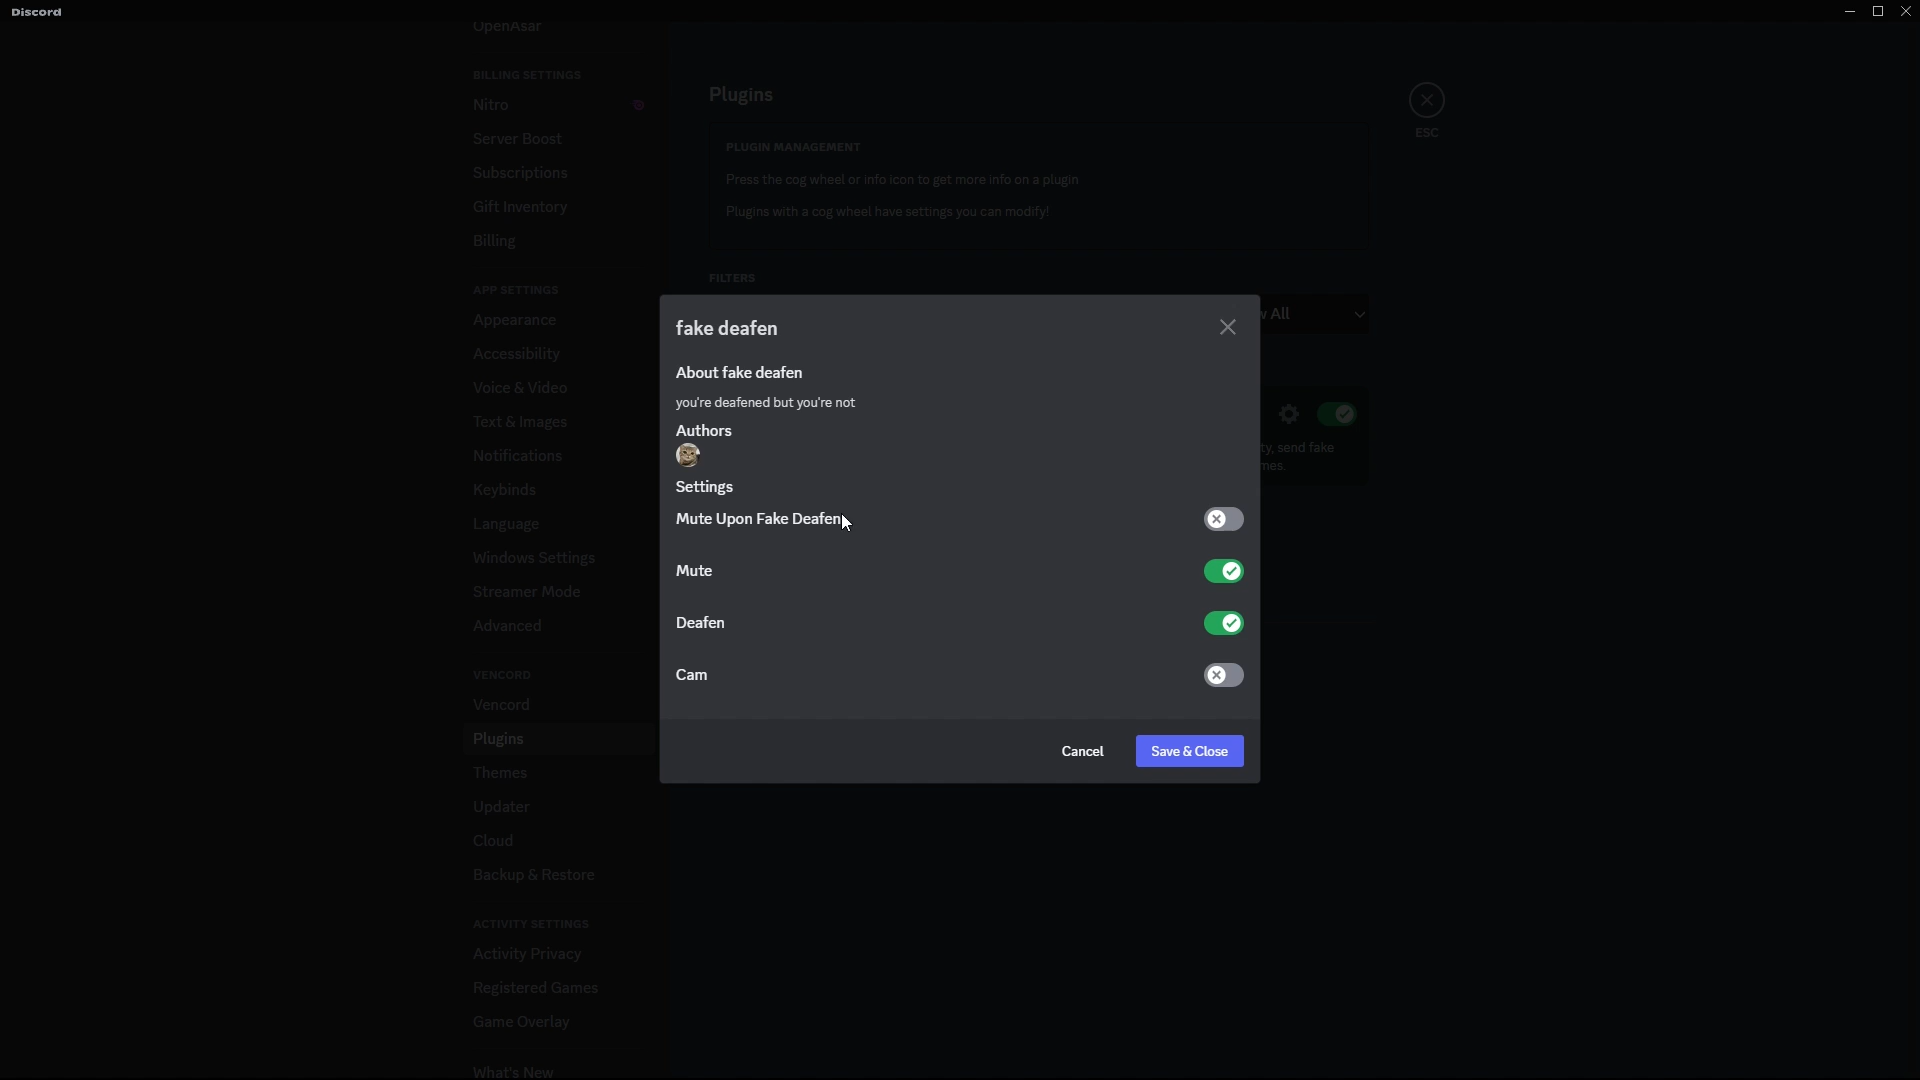 Discord
OpenAsar
BILLING SETTINGS
Nitro
Server Boost
Subscriptions
Gift Inventory
Billing
APP SETTINGS
Appearance
Accessibility
Voice & Video
Text & Images
Notifications
Keybinds
Language
Windows Settings
Streamer Mode
Advanced
VENCORD
Vencord
Plugins
Themes
Updater
Cloud
Backup & Restore
ACTIVITY SETTINGS
Activity Privacy
Registered Games
Game Overlay
What's New
Plugins
ESC
PLUGIN MANAGEMENT
Press the cog wheel or info icon to get more info on a plugin
Plugins with a cog wheel have settings you can modify!
FILTERS
w All
ty, send fake
mes.
fake deafen
About fake deafen
you're deafened but you're not
Authors
Settings
Mute Upon Fake Deafen
Mute
Deafen
Cam
Cancel
Save & Close